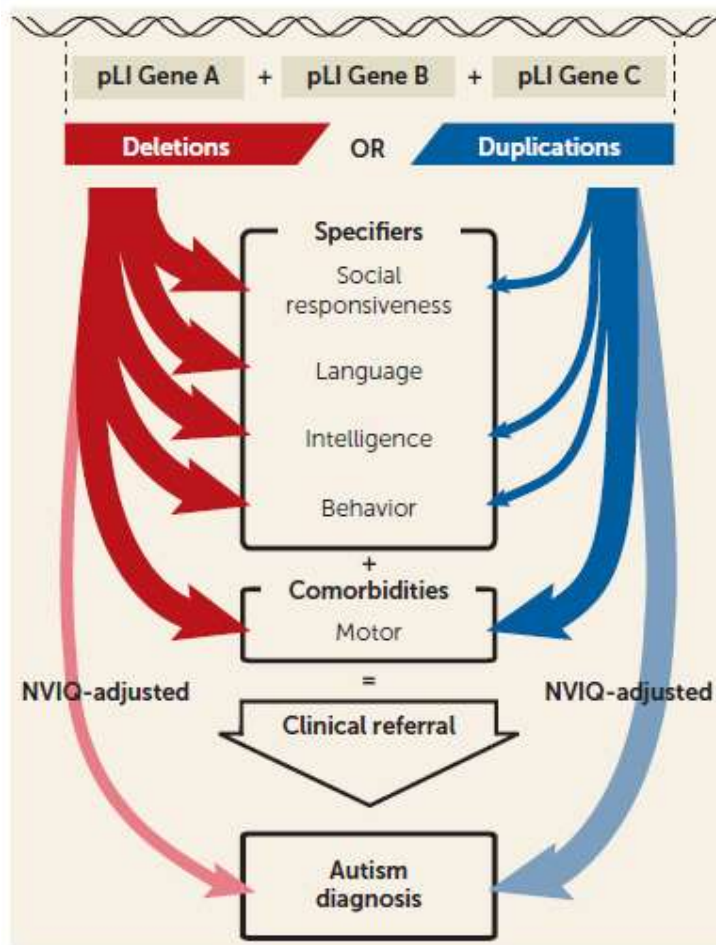 pLI Gene A + pLI Gene B + pLI Gene C
Deletions OR Duplications
Specifiers
Social
responsiveness
Language
Intelligence
Behavior
+
Comorbidities
Motor
=
NVIQ-adjusted NVIQ-adjusted
Clinical referral
Autism
diagnosis